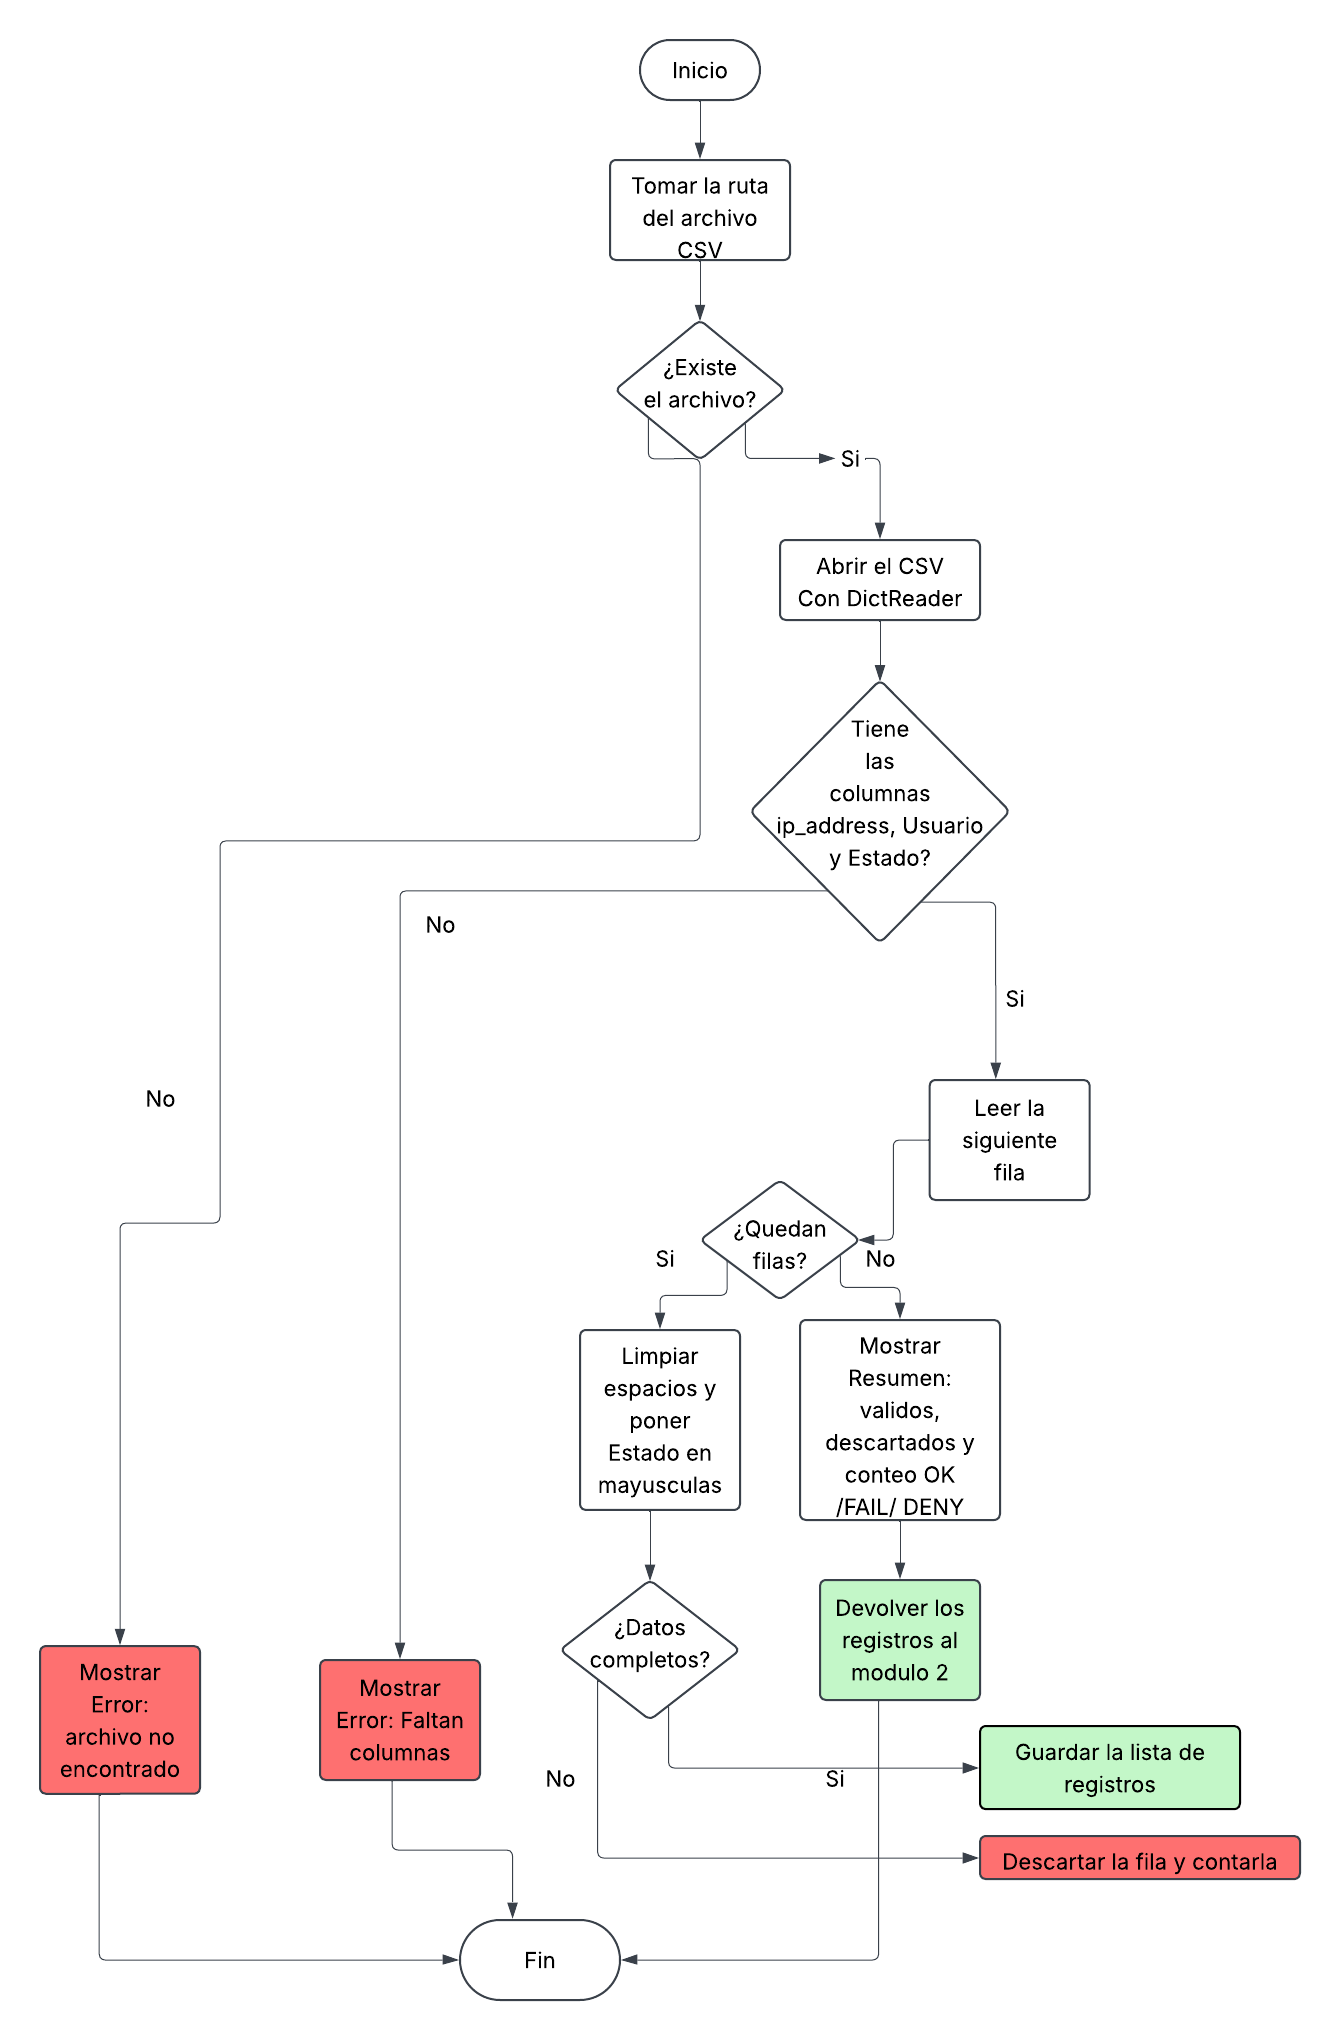 Inicio
Tomar la ruta
del archivo
CSV
¿Existe
el archivo?
Si
Abrir el CSV
Con DictReader
Tiene
las
columnas
ip_address, Usuario
y Estado?
No
Si
No
Leer la
siguiente
fila
¿Quedan
filas?
Si
No
Limpiar
espacios y
poner
Estado en
mayusculas
Mostrar
Resumen:
validos,
descartados y
conteo OK
/FAIL/ DENY
¿Datos
completos?
Devolver los
registros al
modulo 2
Mostrar
Error:
archivo no
encontrado
Mostrar
Error: Faltan
columnas
No
Si
Guardar la lista de
registros
Descartar la fila y contarla
Fin